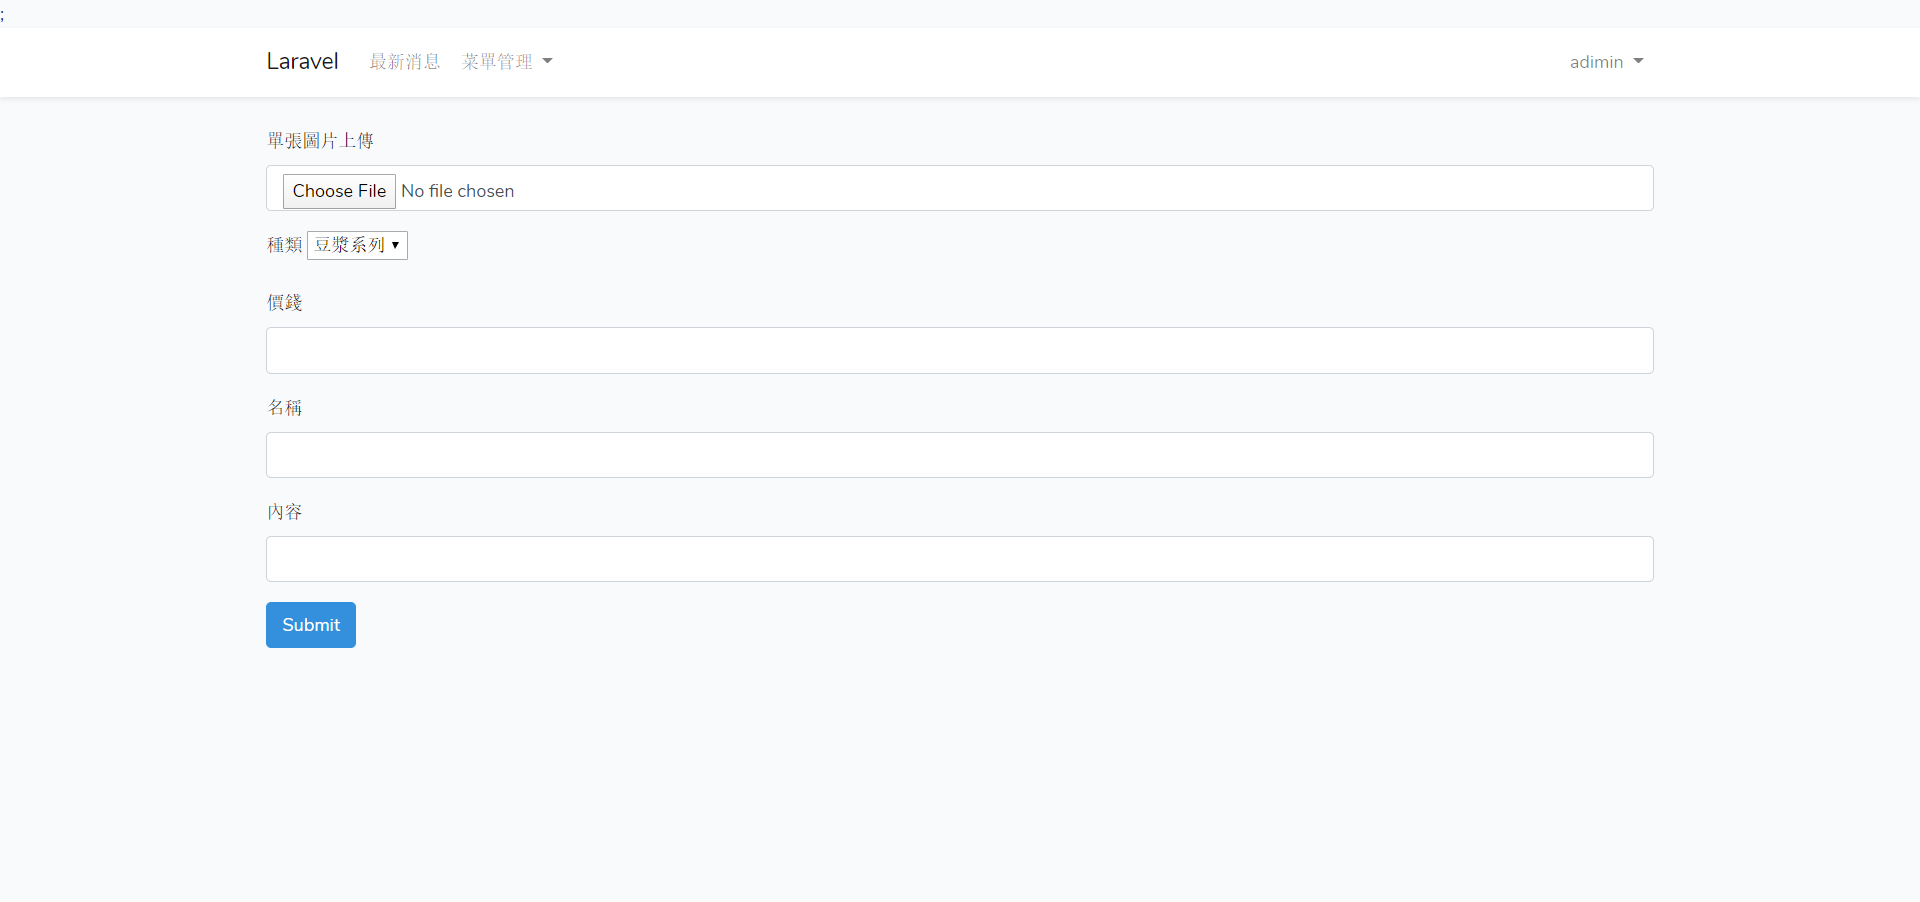 ;
Laravel 最新消息 菜單管理 adimin
單張圖片上傳
Choose File No file chosen
種類 豆漿系列
價錢
名稱
內容
Submit